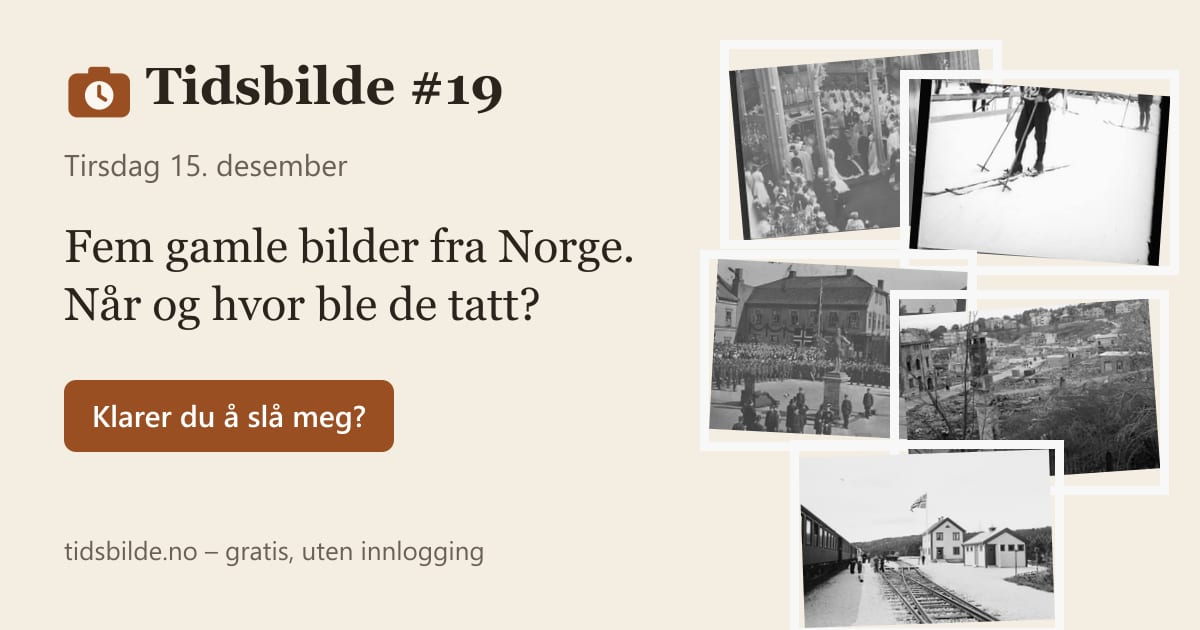 Tidsbilde #19
Tirsdag 15. desember
Fem gamle bilder fra Norge.
Når og hvor ble de tatt?
Klarer du å slå meg?
tidsbilde.no – gratis, uten innlogging